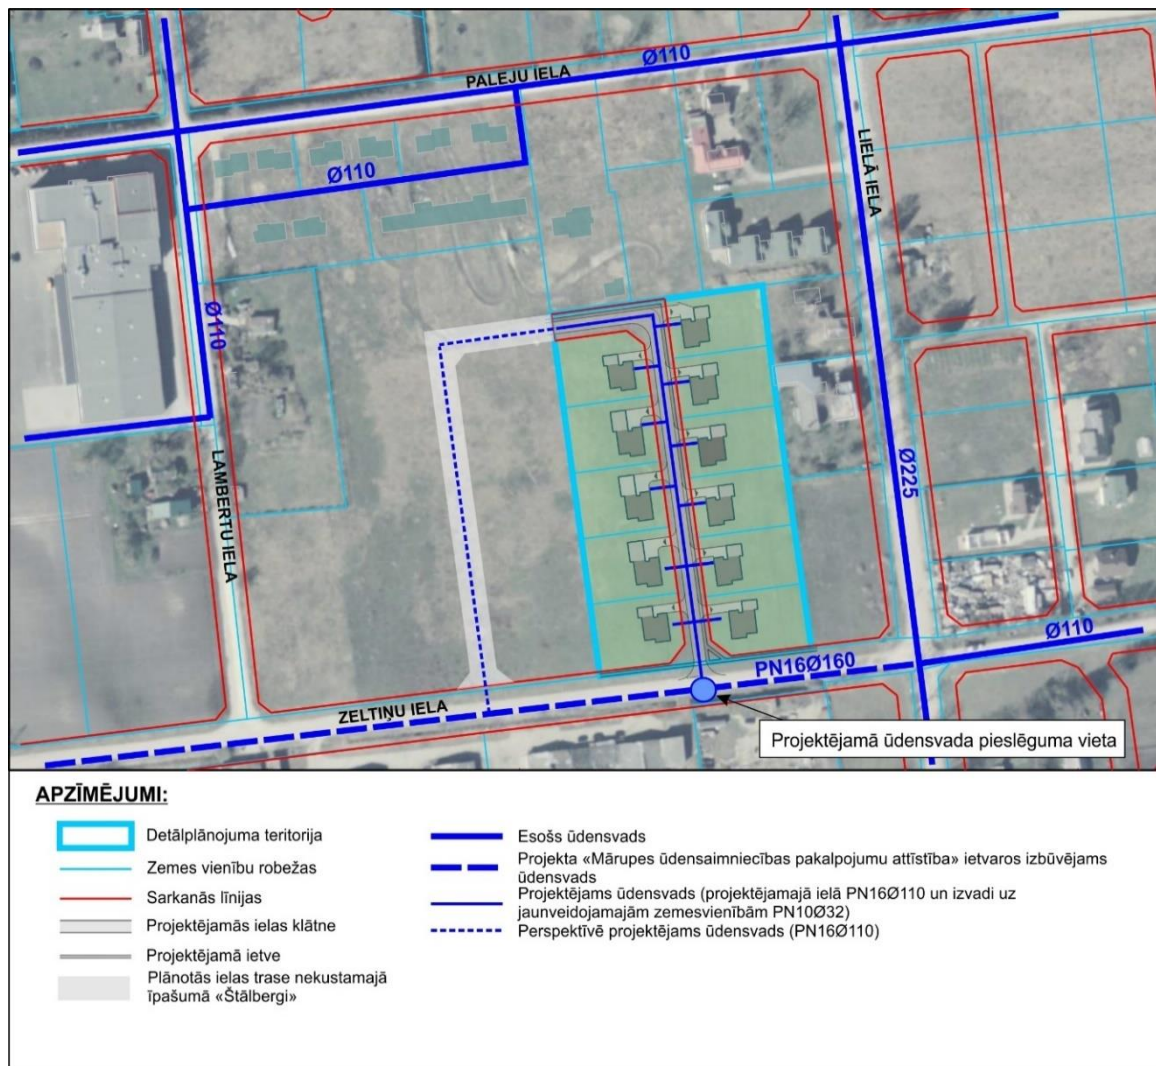 Ø110
PALEJU IELA
Ø110
LIELĀ IELA
Ø110
LAMBERTU IELA
Ø225
Ø110
PN16Ø160
ZELTIŅU IELA
Projektējamā ūdensvada pieslēguma vieta
APZĪMĒJUMI:
Detālplānojuma teritorija
Zemes vienību robežas
Sarkanās līnijas
Projektējamās ielas klātne
Projektējamā ietve
Plānotās ielas trase nekustamajā
īpašumā «Štālbergi»
Esošs ūdensvads
Projekta «Mārupes ūdensaimniecības pakalpojumu attīstība» ietvaros izbūvējams
ūdensvads
Projektējams ūdensvads (projektējamajā ielā PN16Ø110 un izvadi uz
jaunveidojamajām zemesvienībām PN10Ø32)
Perspektīvē projektējams ūdensvads (PN16Ø110)